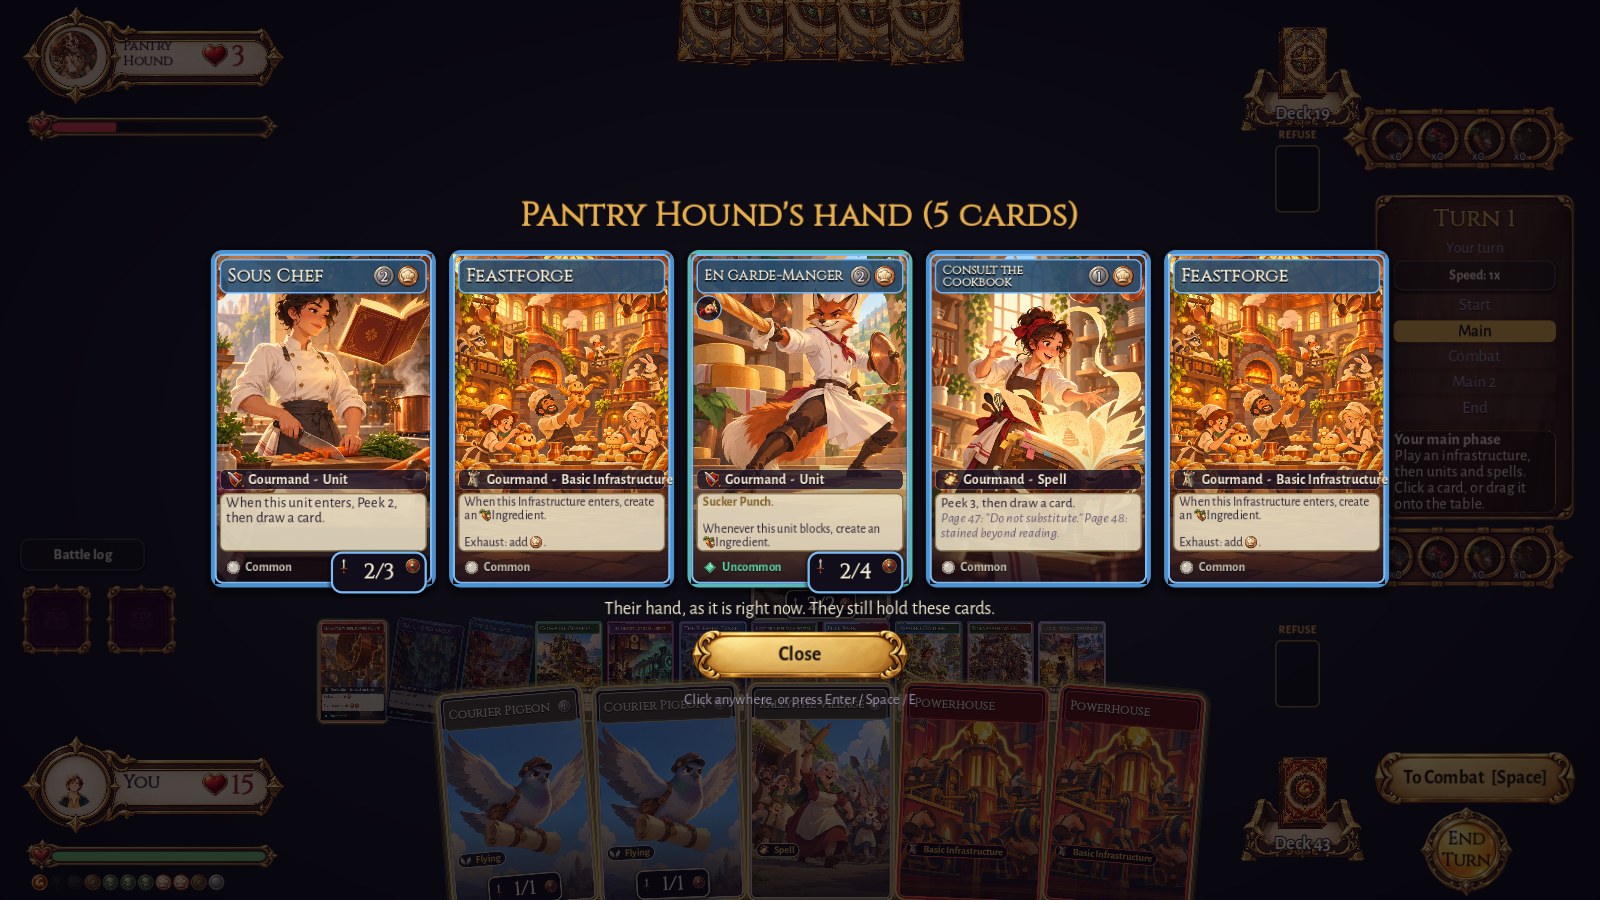 PANTRY HOUND
3
Deck 19
REFUSE
x0 x0 x0 x0
PANTRY HOUND'S HAND (5 CARDS)
TURN 1
Your turn
Speed: 1x
Start
Main
Combat
Main 2
End
Your main phase
Play an infrastructure,
then units and spells.
Click a card, or drag it
onto the table.
SOUS CHEF 2
Gourmand - Unit
When this unit enters, Peek 2,
then draw a card.
Common
2/3
FEASTFORGE
Gourmand - Basic Infrastructure
When this Infrastructure enters, create
an Ingredient.
Exhaust: add .
Common
EN GARDE-MANGER 2
Gourmand - Unit
Sucker Punch.
Whenever this unit blocks, create an
Ingredient.
Uncommon
2/4
CONSULT THE
COOKBOOK 1
Gourmand - Spell
Peek 3, then draw a card.
Page 47: "Do not substitute." Page 48:
stained beyond reading.
Common
FEASTFORGE
Gourmand - Basic Infrastructure
When this Infrastructure enters, create
an Ingredient.
Exhaust: add .
Common
Their hand, as it is right now. They still hold these cards.
Close
Click anywhere, or press Enter / Space / E
Battle log
REFUSE
COURIER PIGEON
Flying
1/1
COURIER PIGEON
Flying
1/1
Spell
POWERHOUSE
Basic Infrastructure
POWERHOUSE
Basic Infrastructure
YOU
15
Deck 43
To Combat [Space]
END
TURN